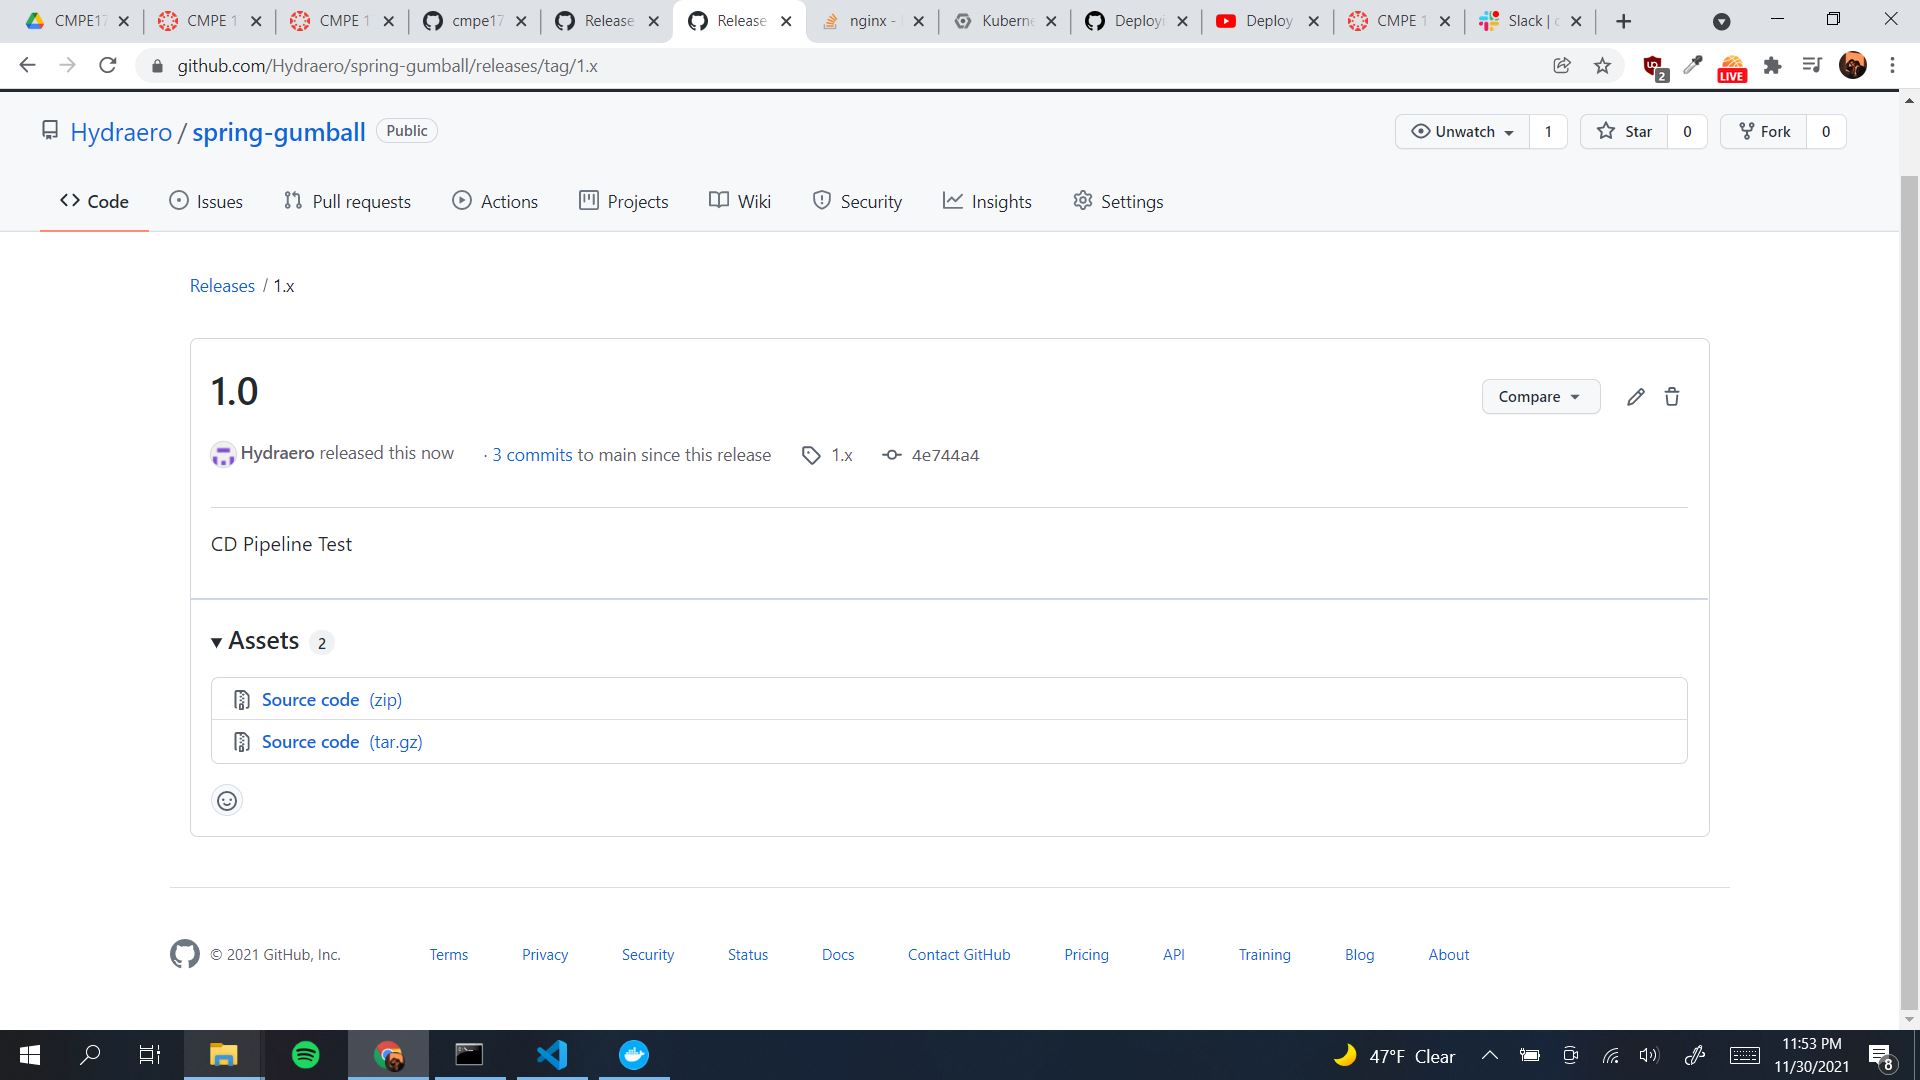 CMPE17
CMPE 1
CMPE 1
cmpe17
Release
Release
nginx -
Kuberne
Deployi
Deploy
CMPE 1
Slack |
github.com/Hydraero/spring-gumball/releases/tag/1.x
2
LIVE
Hydraero / spring-gumball Public
Unwatch 1
Star 0
Fork 0
Code
Issues
Pull requests
Actions
Projects
Wiki
Security
Insights
Settings
Releases / 1.x
1.0
Compare
Hydraero released this now · 3 commits to main since this release 1.x 4e744a4
CD Pipeline Test
Assets 2
Source code (zip)
Source code (tar.gz)
© 2021 GitHub, Inc.
Terms
Privacy
Security
Status
Docs
Contact GitHub
Pricing
API
Training
Blog
About
47°F Clear
11:53 PM
11/30/2021
8